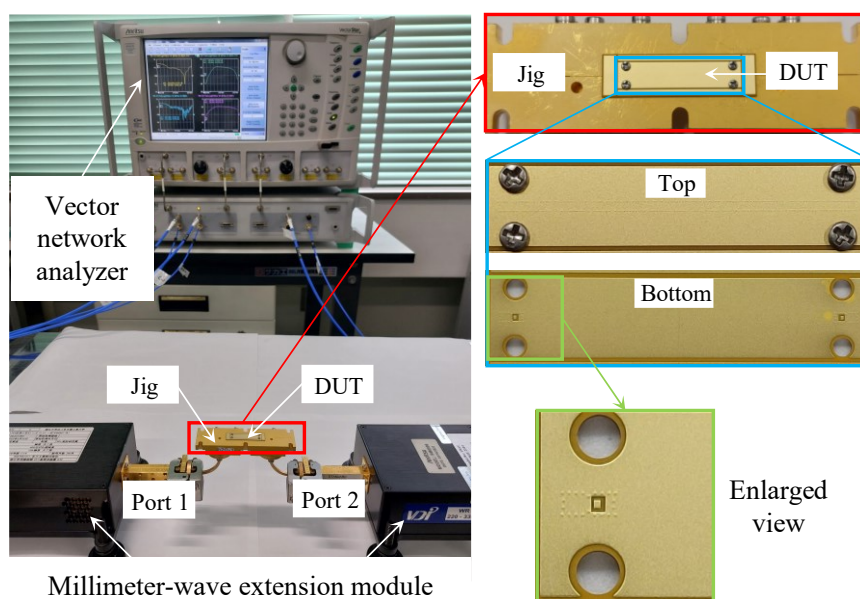 Vector
network
analyzer
Jig
DUT
Port 1
Port 2
VDI
Millimeter-wave extension module
Jig
DUT
Top
Bottom
Enlarged
view